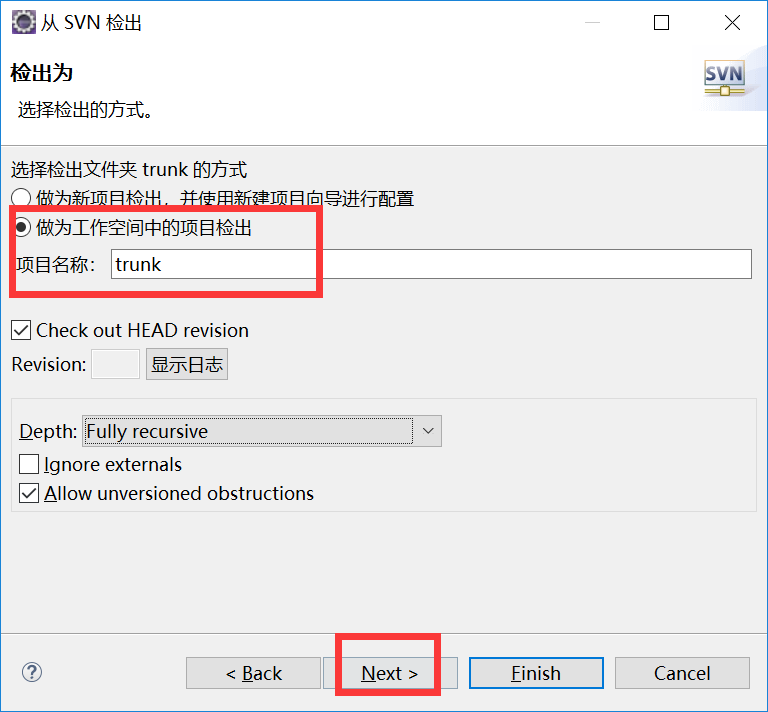 从 SVN 检出
检出为
选择检出的方式。
SVN
选择检出文件夹 trunk 的方式
做为新项目检出，并使用新建项目向导进行配置
做为工作空间中的项目检出
项目名称： trunk
Check out HEAD revision
Revision: 显示日志
Depth: Fully recursive
Ignore externals
Allow unversioned obstructions
? < Back Next > Finish Cancel